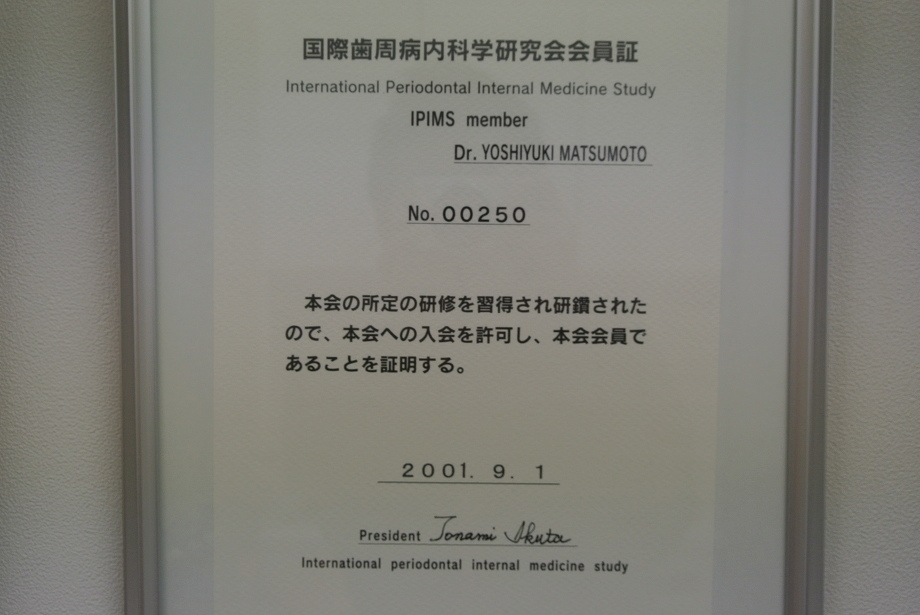 国際歯周病内科学研究会会員証
International Periodontal Internal Medicine Study
IPIMS member
Dr. YOSHIYUKI MATSUMOTO
No. 00250
本会の所定の研修を習得され研鑽された
ので、本会への入会を許可し、本会会員で
あることを証明する。
2001. 9. 1
President Tonami Ikuta
International periodontal internal medicine study